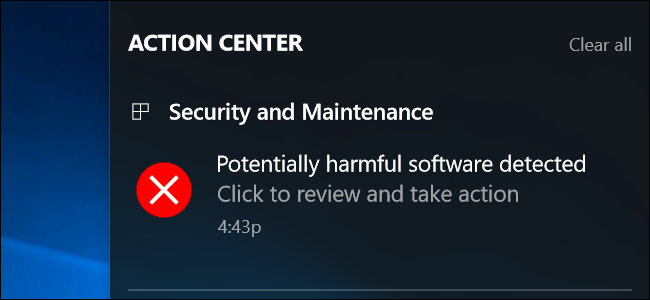 ACTION CENTER
Clear all
Security and Maintenance
Potentially harmful software detected
Click to review and take action
4:43p